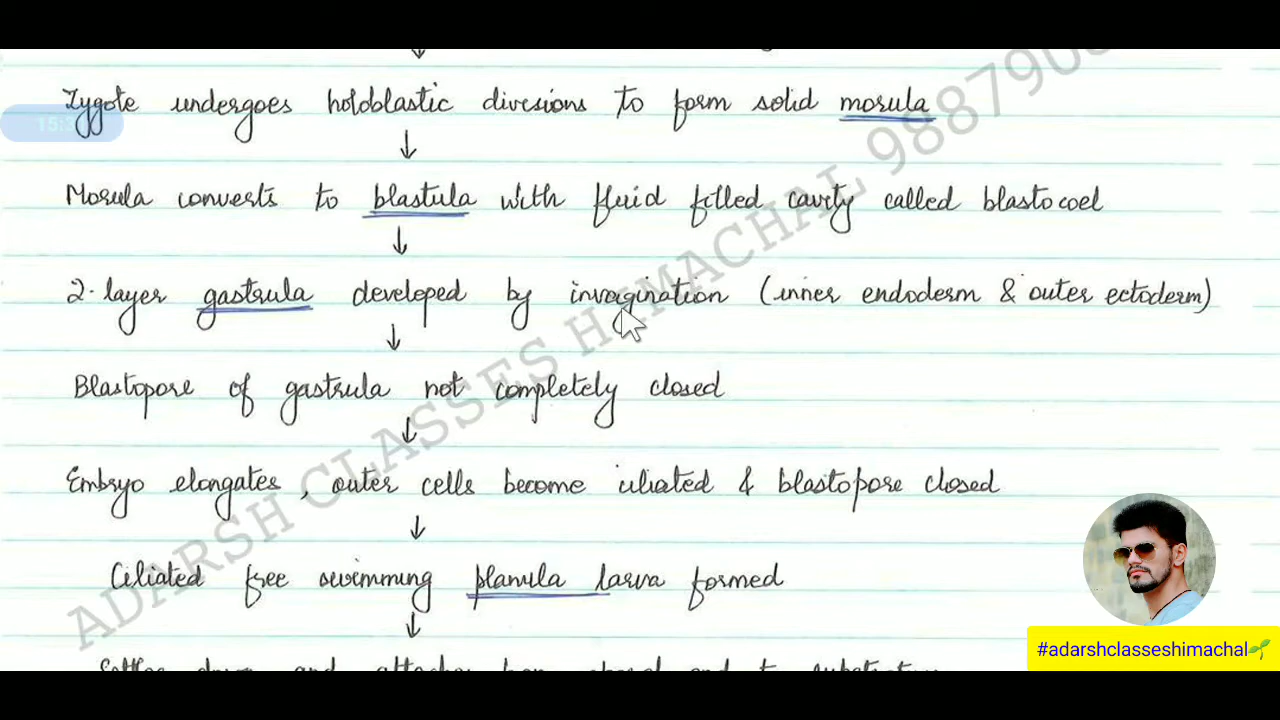 Zygote undergoes holoblastic divisions to form solid morula
↓
Morula converts to blastula with fluid filled cavity called blastocoel
↓
2-layer gastrula developed by invagination (inner endoderm & outer ectoderm)
↓
Blastopore of gastrula not completely closed
↓
Embryo elongates, outer cells become ciliated & blastopore closed
↓
Ciliated free swimming planula larva formed
↓
ADARSH CLASSES HIMACHAL
#adarshclasseshimachal🌱